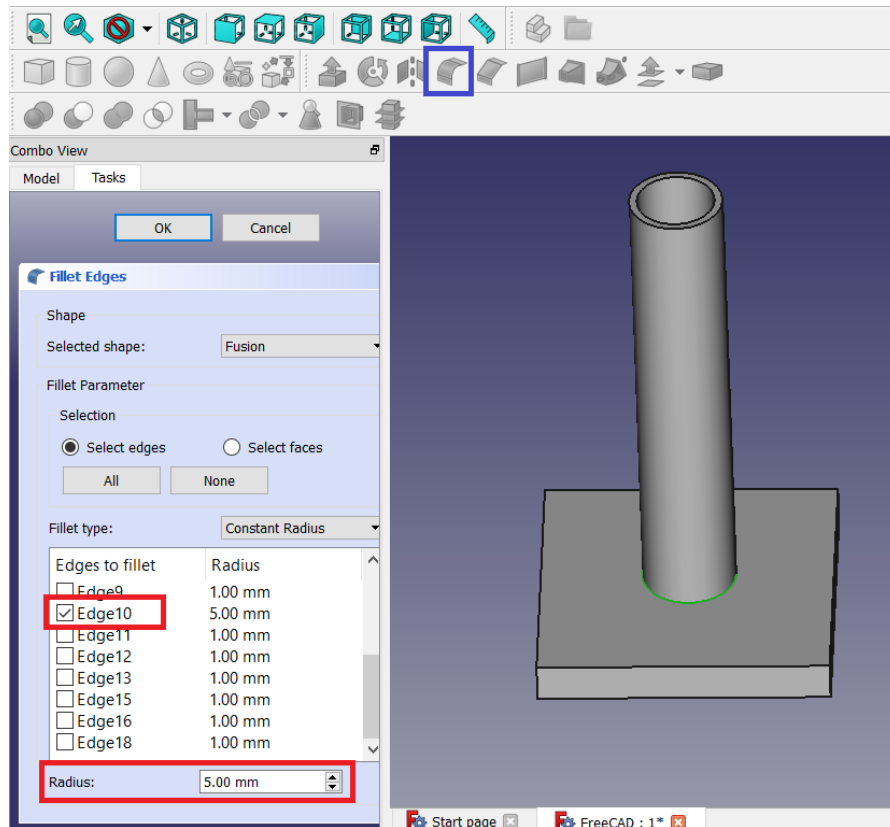 Combo View
Model Tasks
OK Cancel
Fillet Edges
Shape
Selected shape: Fusion
Fillet Parameter
Selection
Select edges Select faces
All None
Fillet type: Constant Radius
Edges to fillet Radius
Edge9 1.00 mm
Edge10 5.00 mm
Edge11 1.00 mm
Edge12 1.00 mm
Edge13 1.00 mm
Edge15 1.00 mm
Edge16 1.00 mm
Edge18 1.00 mm
Radius: 5.00 mm
Start page FreeCAD : 1*